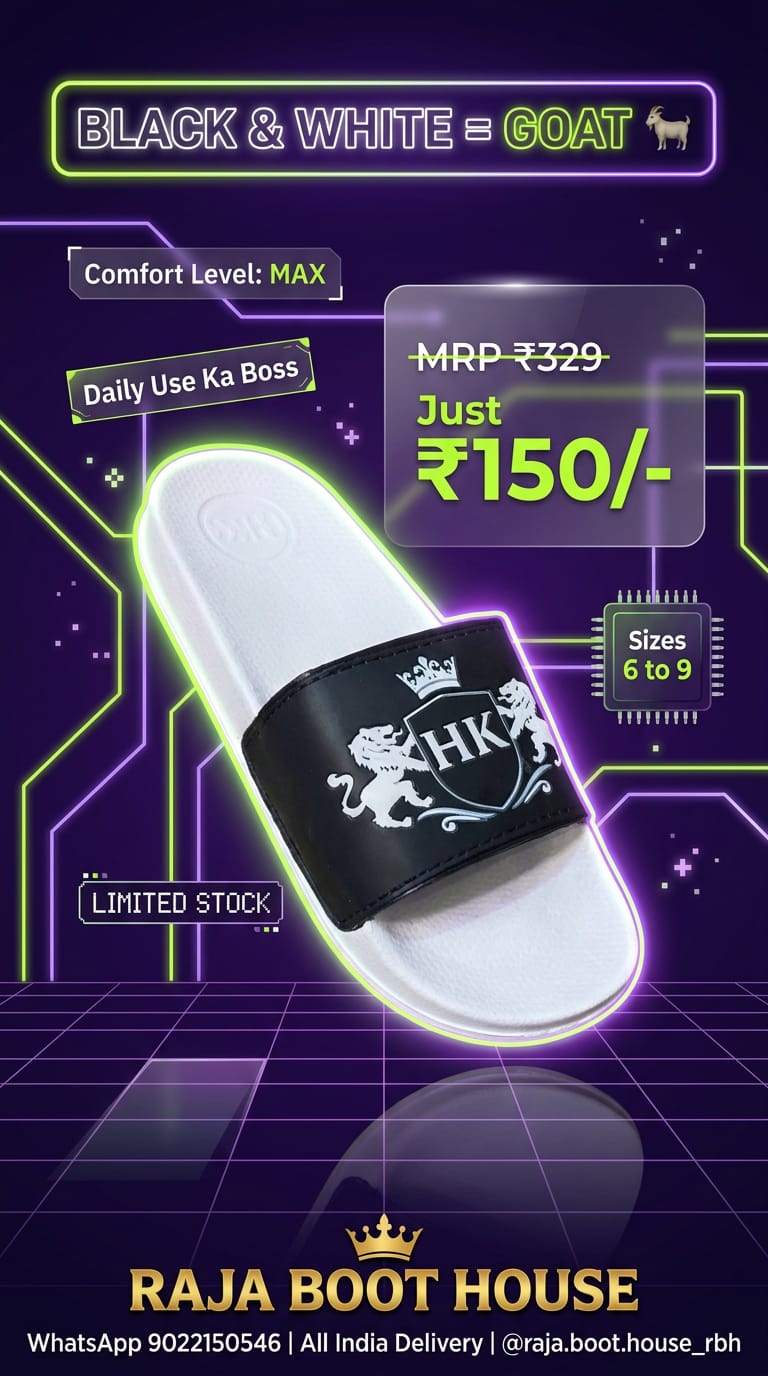 BLACK & WHITE = GOAT 🐐
Comfort Level: MAX
MRP ₹329
Daily Use Ka Boss
Just
₹150/-
Sizes
6 to 9
HK
LIMITED STOCK
RAJA BOOT HOUSE
WhatsApp 9022150546 | All India Delivery | @raja.boot.house_rbh